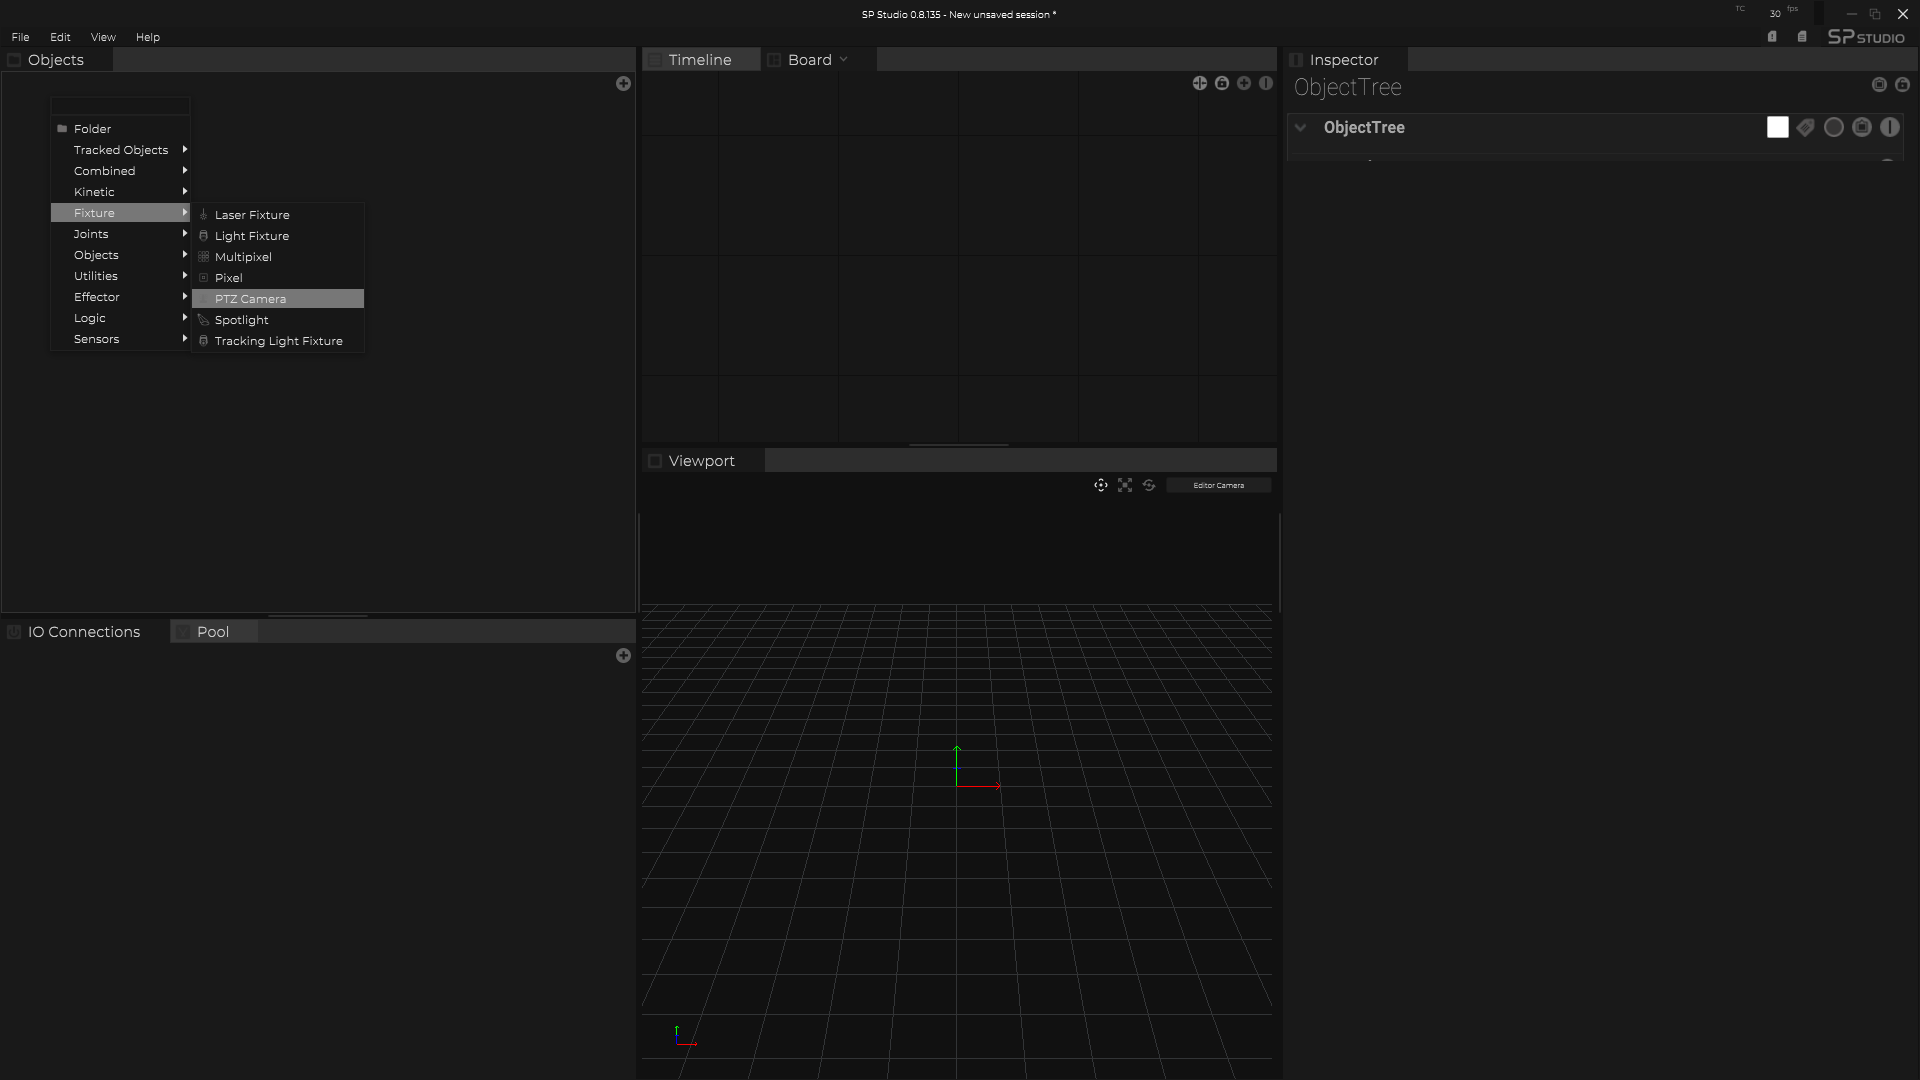 SP Studio 0.8.135 - New unsaved session *
TC
30 fps
File Edit View Help
SP STUDIO
Objects
Timeline
Board
Inspector
ObjectTree
ObjectTree
Folder
Tracked Objects
Combined
Kinetic
Fixture
Joints
Objects
Utilities
Effector
Logic
Sensors
Laser Fixture
Light Fixture
Multipixel
Pixel
PTZ Camera
Spotlight
Tracking Light Fixture
Viewport
Editor Camera
IO Connections
Pool